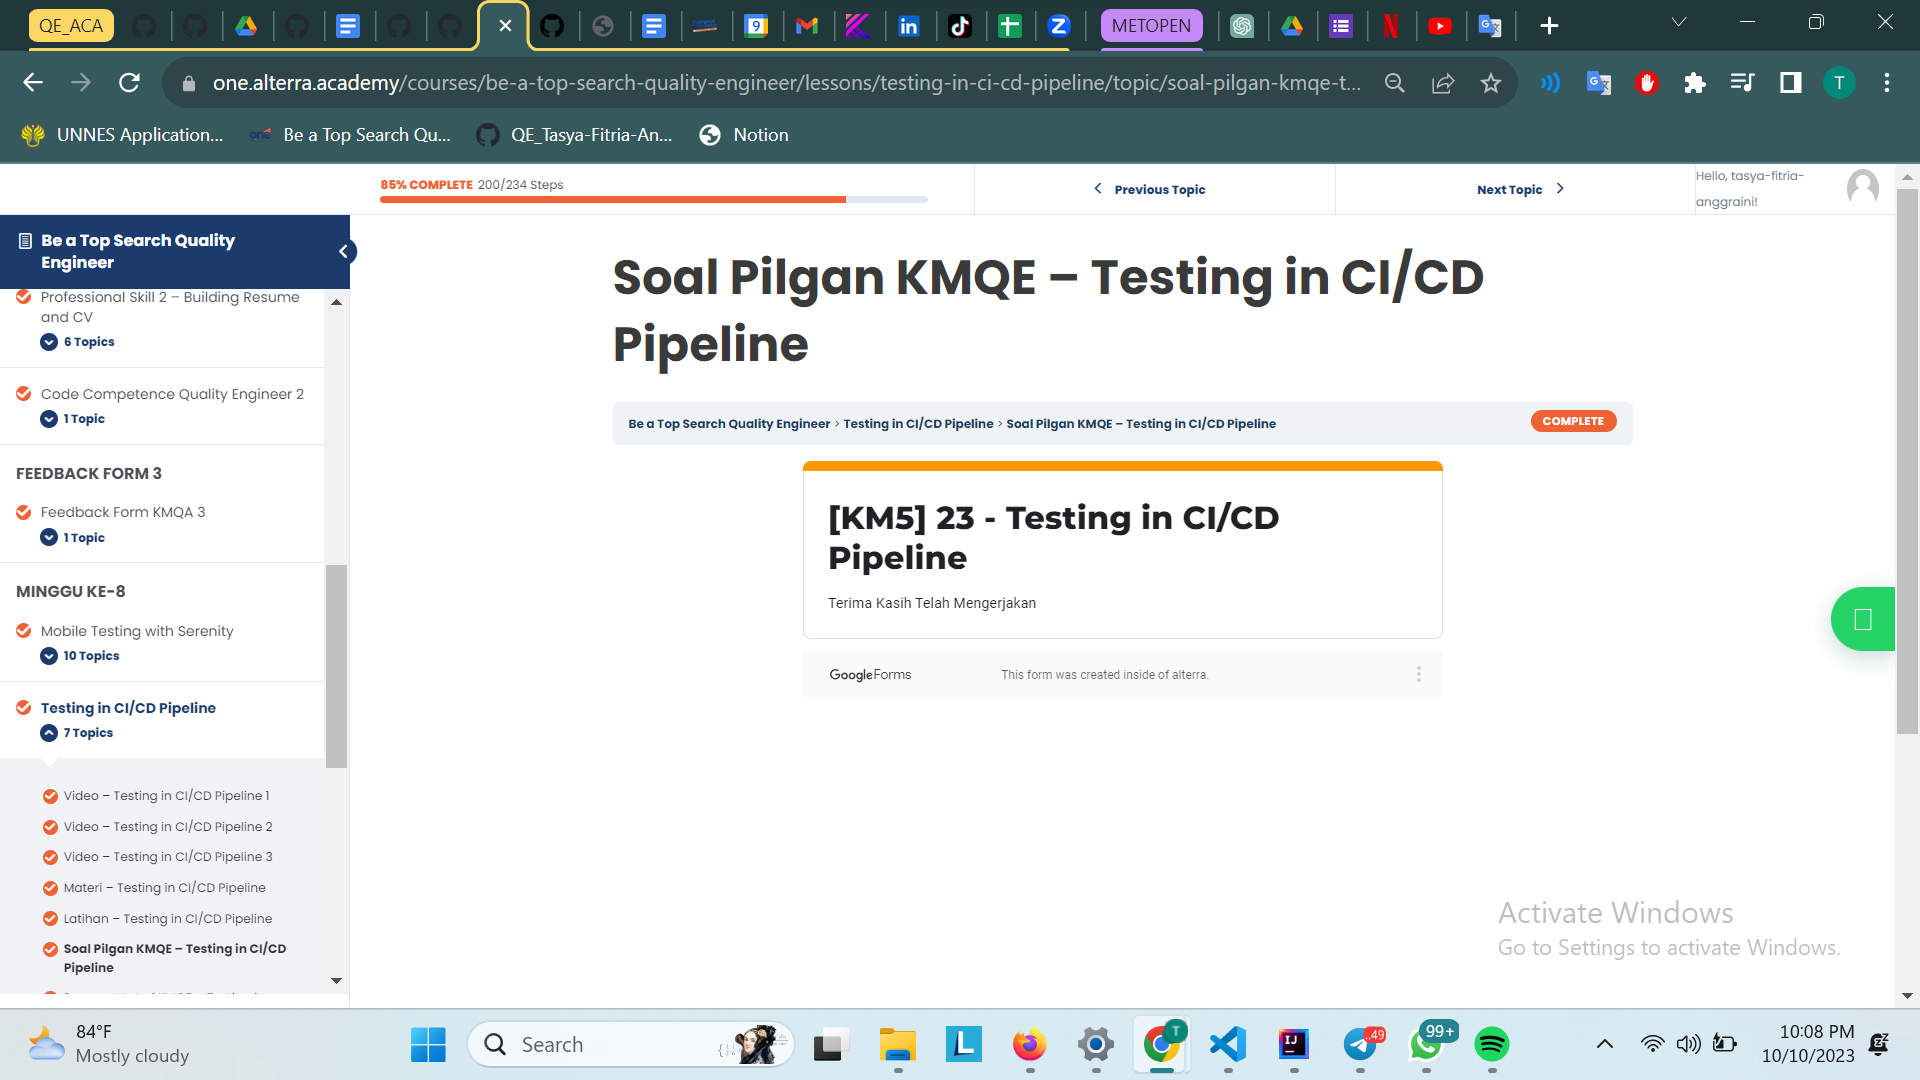 QE_ACA
METOPEN
one.alterra.academy/courses/be-a-top-search-quality-engineer/lessons/testing-in-ci-cd-pipeline/topic/soal-pilgan-kmqe-t...
T
UNNES Application...
one
Be a Top Search Qu...
QE_Tasya-Fitria-An...
Notion
85% COMPLETE 200/234 Steps
Previous Topic
Next Topic
Hello, tasya-fitria-
anggraini!
Be a Top Search Quality
Engineer
Professional Skill 2 – Building Resume
and CV
6 Topics
Code Competence Quality Engineer 2
1 Topic
FEEDBACK FORM 3
Feedback Form KMQA 3
1 Topic
MINGGU KE-8
Mobile Testing with Serenity
10 Topics
Testing in CI/CD Pipeline
7 Topics
Video – Testing in CI/CD Pipeline 1
Video – Testing in CI/CD Pipeline 2
Video – Testing in CI/CD Pipeline 3
Materi – Testing in CI/CD Pipeline
Latihan – Testing in CI/CD Pipeline
Soal Pilgan KMQE – Testing in CI/CD
Pipeline
Soal Pilgan KMQE – Testing in CI/CD
Pipeline
Be a Top Search Quality Engineer > Testing in CI/CD Pipeline > Soal Pilgan KMQE – Testing in CI/CD Pipeline
COMPLETE
[KM5] 23 - Testing in CI/CD
Pipeline
Terima Kasih Telah Mengerjakan
Google Forms
This form was created inside of alterra.
Activate Windows
Go to Settings to activate Windows.
84°F
Mostly cloudy
Search
L
T
IJ
..49
99+
10:08 PM
10/10/2023